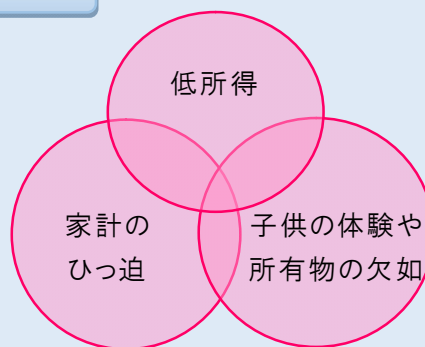 低所得
家計の
ひっ迫
子供の体験や
所有物の欠如